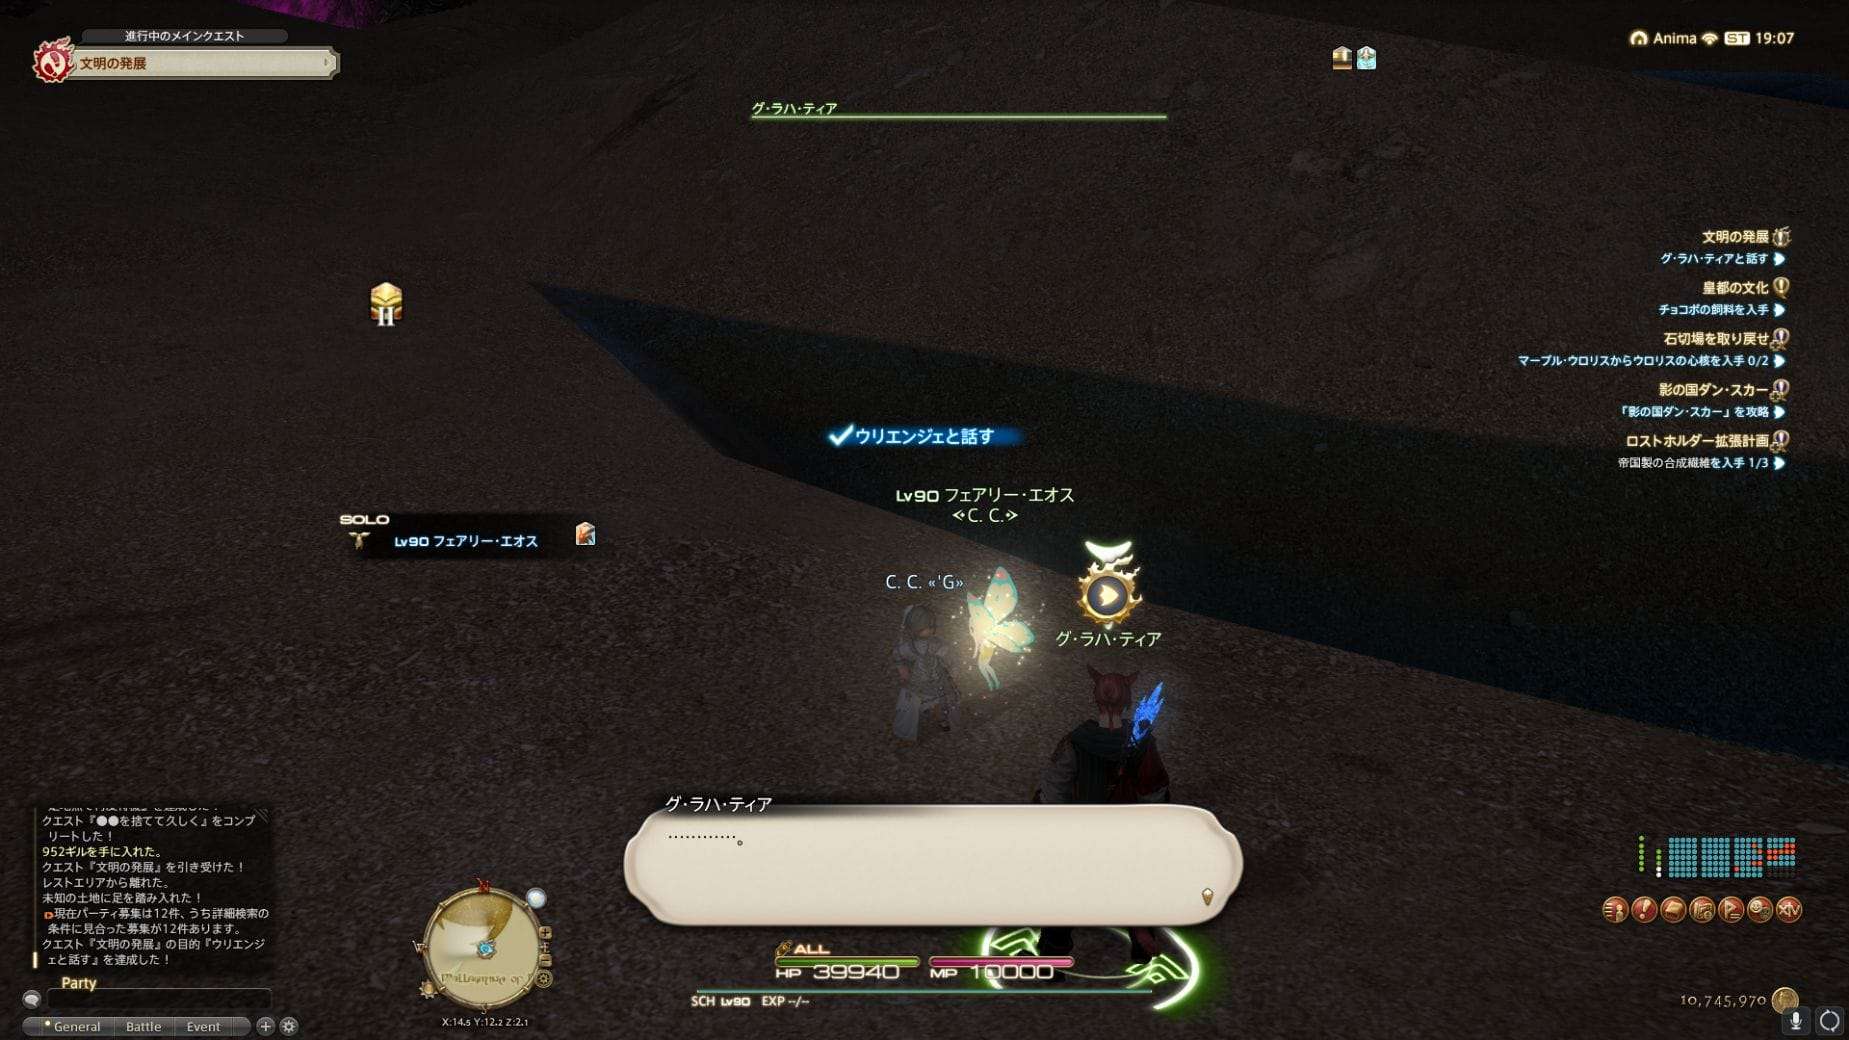 進行中のメインクエスト
文明の発展
Anima ST 19:07
グ・ラハ・ティア
文明の発展
グ・ラハ・ティアと話す
皇都の文化
チョコボの飼料を入手
石切場を取り戻せ
マーブル・ウロリスからウロリスの心核を入手 0/2
影の国ダン・スカー
「影の国ダン・スカー」を攻略
ロストホルダー拡張計画
帝国製の合成繊維を入手 1/3
H
ウリエンジェと話す
Lv90 フェアリー・エオス
<C. C.>
SOLO
Lv90 フェアリー・エオス
C. C. «'G»
グ・ラハ・ティア
グ・ラハ・ティア
…………。
クエスト『●●を捨てて久しく』をコンプ
リートした！
952ギルを手に入れた。
クエスト『文明の発展』を引き受けた！
レストエリアから離れた。
未知の土地に足を踏み入れた！
現在パーティ募集は12件、うち詳細検索の
条件に見合った募集が12件あります。
クエスト『文明の発展』の目的『ウリエンジ
ェと話す』を達成した！
Party
General Battle Event
N
W
X:14.5 Y:12.2 Z:2.1
ALL
HP 39940 MP 10000
SCH Lv90 EXP --/--
XIV
10,745,970